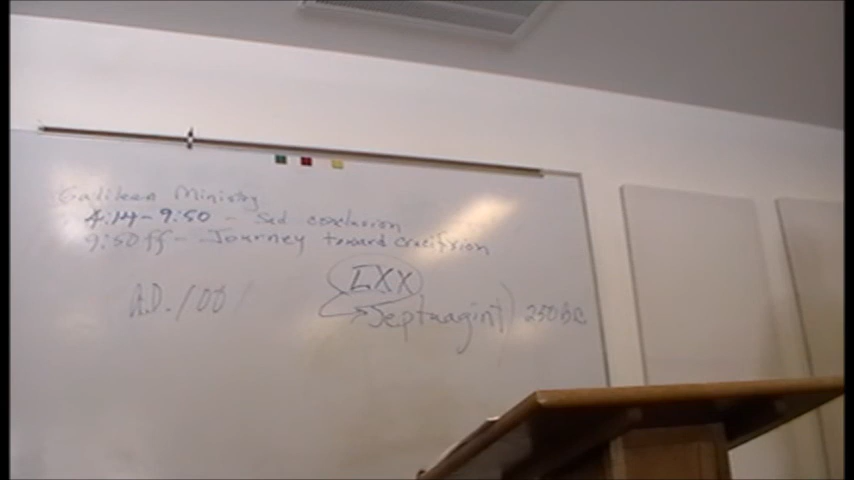 Galilean Ministry
4:14-9:50 - Sad conclusion
9:50ff - Journey toward crucifixion
LXX
A.D. 100
Septuagint) 250 BC